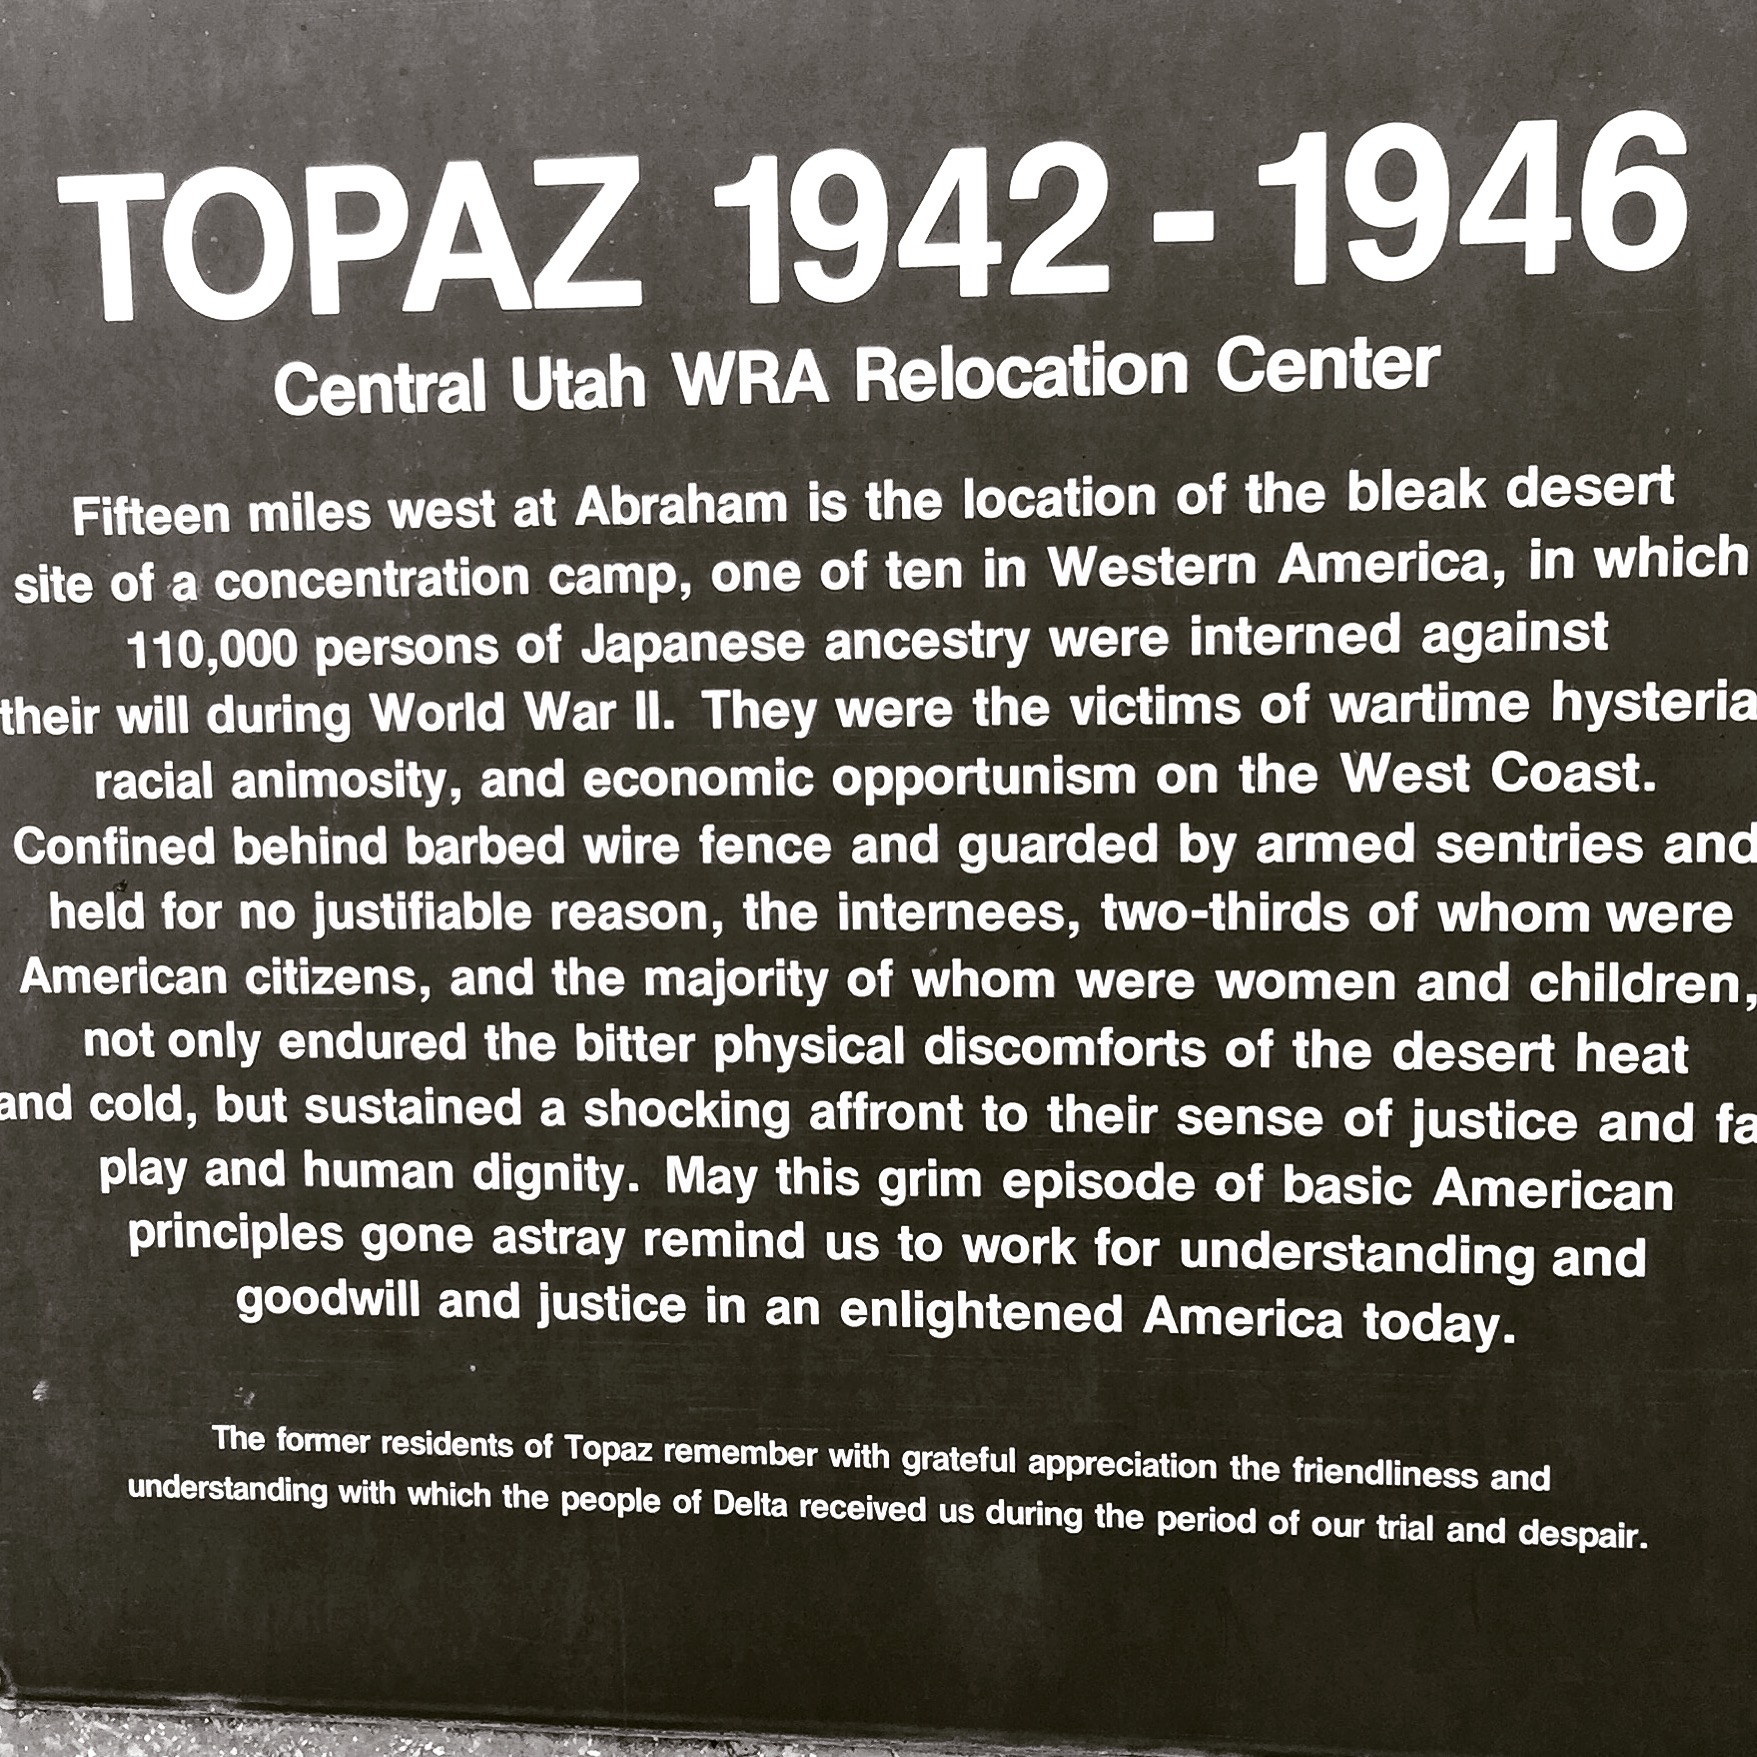 TOPAZ 1942 - 1946
Central Utah WRA Relocation Center
Fifteen miles west at Abraham is the location of the bleak desert
site of a concentration camp, one of ten in Western America, in which
110,000 persons of Japanese ancestry were interned against
their will during World War II. They were the victims of wartime hysteria
racial animosity, and economic opportunism on the West Coast.
Confined behind barbed wire fence and guarded by armed sentries and
held for no justifiable reason, the internees, two-thirds of whom were
American citizens, and the majority of whom were women and children,
not only endured the bitter physical discomforts of the desert heat
and cold, but sustained a shocking affront to their sense of justice and fa
play and human dignity. May this grim episode of basic American
principles gone astray remind us to work for understanding and
goodwill and justice in an enlightened America today.
The former residents of Topaz remember with grateful appreciation the friendliness and
understanding with which the people of Delta received us during the period of our trial and despair.